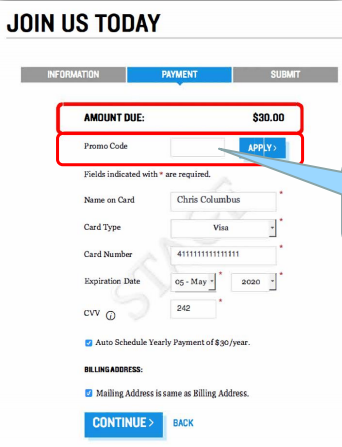 JOIN US TODAY
INFORMATION PAYMENT SUBMIT
AMOUNT DUE: $30.00
Promo Code APPLY >
Fields indicated with * are required.
Name on Card Chris Columbus *
Card Type Visa *
Card Number 4111111111111111 *
Expiration Date 05 - May * 2020 *
CVV 242 *
Auto Schedule Yearly Payment of $30/year.
BILLING ADDRESS:
Mailing Address is same as Billing Address.
CONTINUE > BACK
STAGE